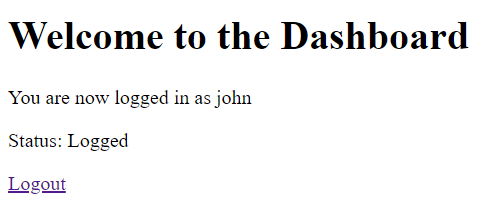 Welcome to the Dashboard
You are now logged in as john
Status: Logged
Logout